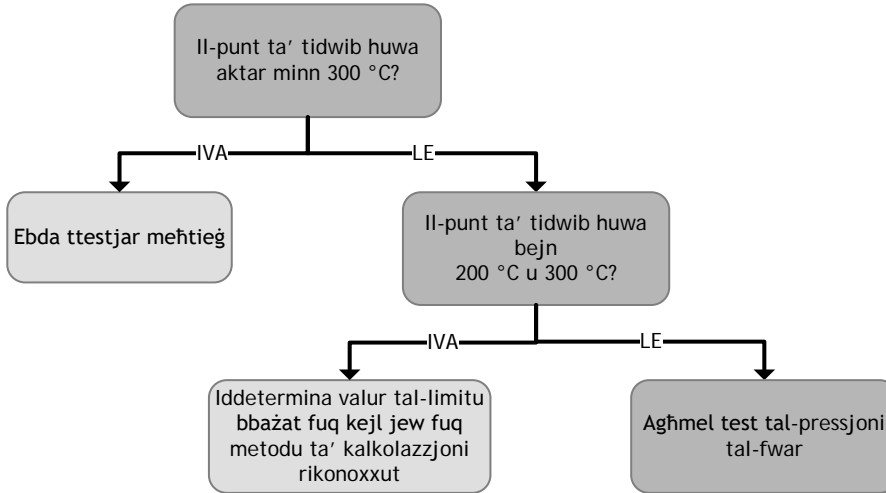 Il-punt ta’ tidwib huwa
aktar minn 300 °C?
IVA
LE
Ebda ttestjar meħtieġ
Il-punt ta’ tidwib huwa
bejn
200 °C u 300 °C?
IVA
LE
Iddetermina valur tal-limitu
bbażat fuq kejl jew fuq
metodu ta’ kalkolazzjoni
rikonoxxut
Agħmel test tal-pressjoni
tal-fwar